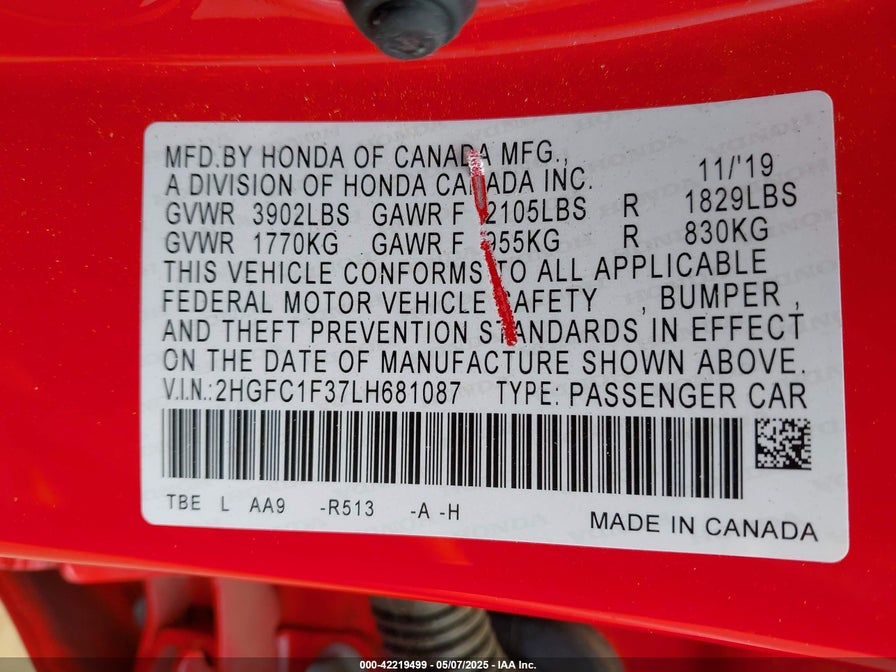 MFD.BY HONDA OF CANADA MFG.,
A DIVISION OF HONDA CANADA INC. 11/'19
GVWR 3902LBS GAWR F 2105LBS R 1829LBS
GVWR 1770KG GAWR F 955KG R 830KG
THIS VEHICLE CONFORMS TO ALL APPLICABLE
FEDERAL MOTOR VEHICLE SAFETY , BUMPER ,
AND THEFT PREVENTION STANDARDS IN EFFECT
ON THE DATE OF MANUFACTURE SHOWN ABOVE.
V.I.N.:2HGFC1F37LH681087 TYPE: PASSENGER CAR
TBE L AA9 -R513 -A -H
MADE IN CANADA
000-42219499 - 05/07/2025 - IAA Inc.